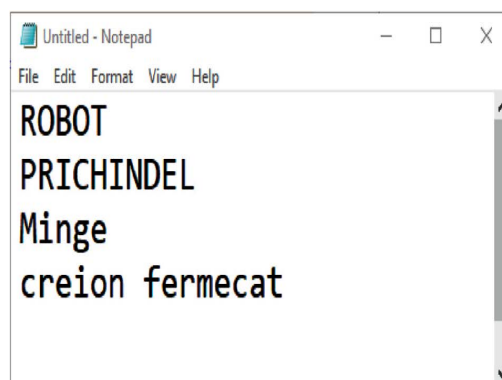 Untitled - Notepad
File Edit Format View Help
ROBOT
PRICHINDEL
Minge
creion fermecat